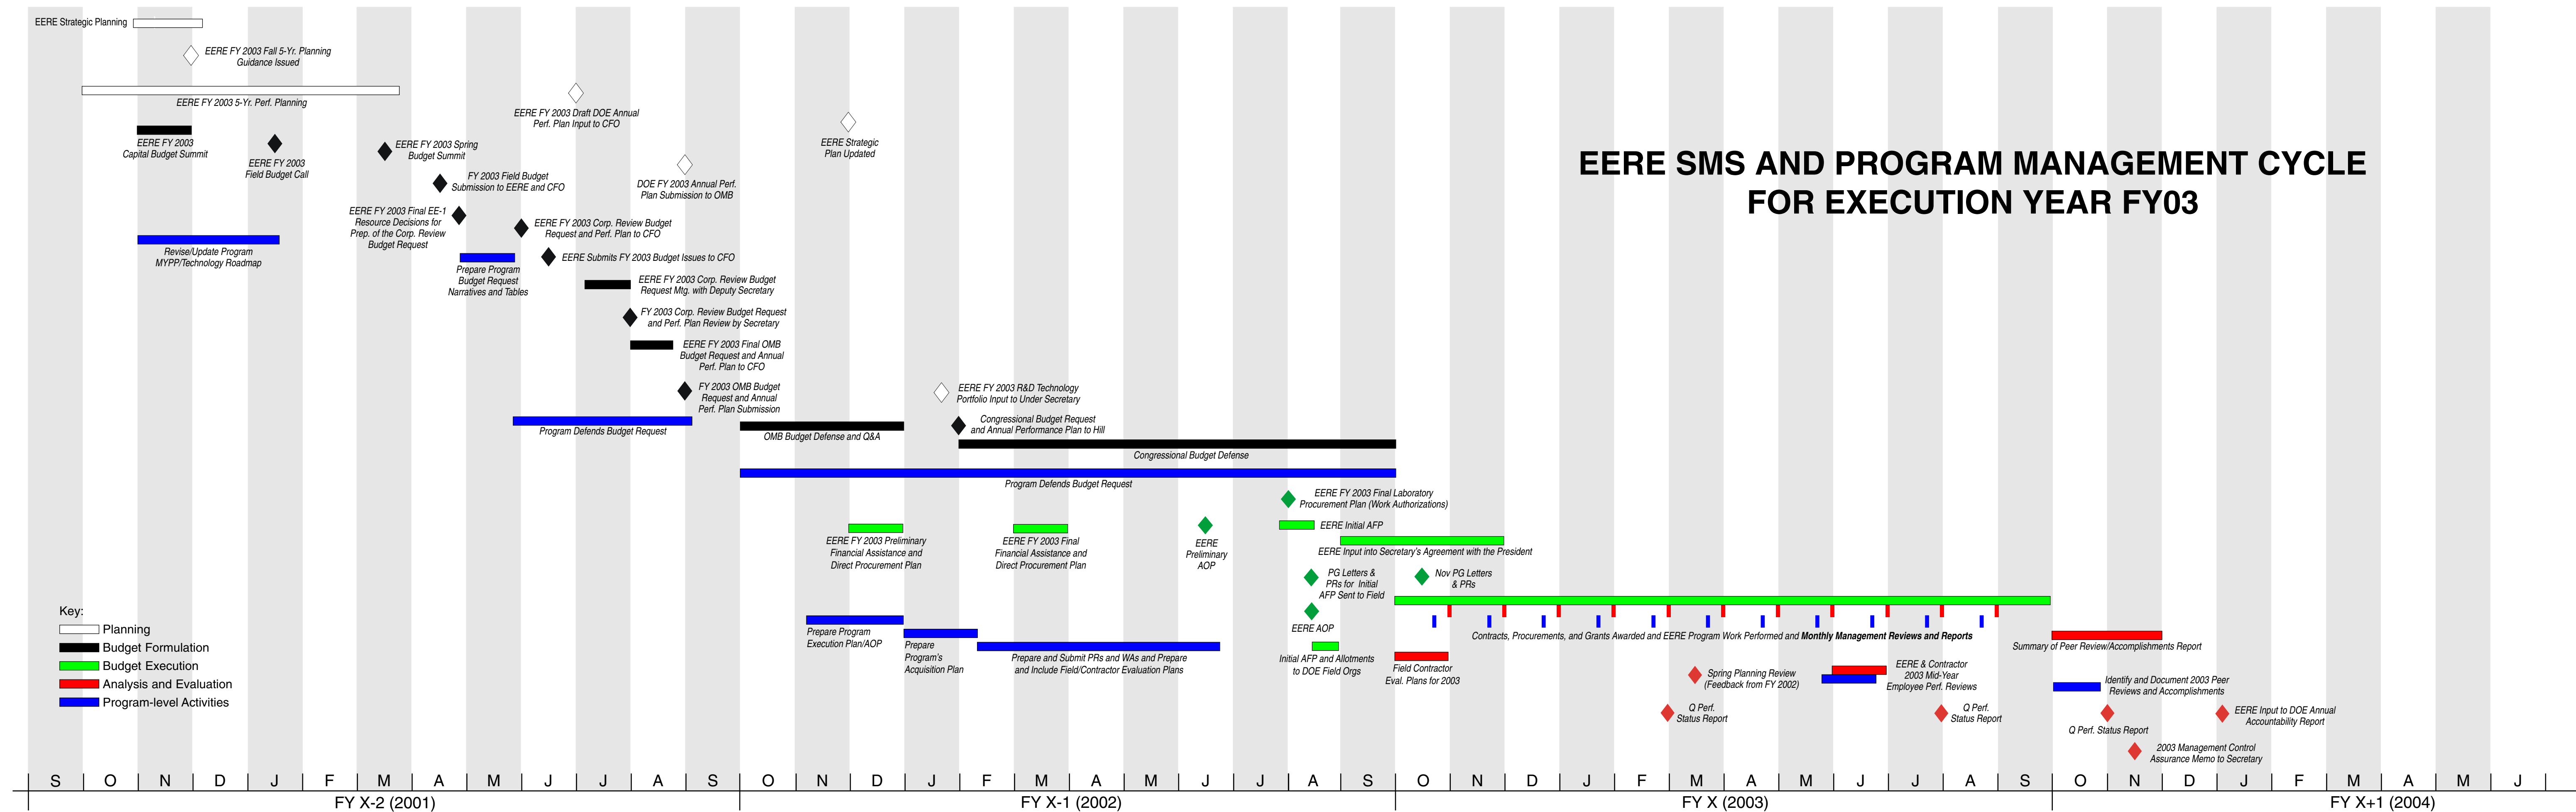 EERE Strategic Planning
EERE FY 2003 Fall 5-Yr. Planning
Guidance Issued
EERE FY 2003 5-Yr. Perf. Planning
EERE FY 2003 Draft DOE Annual
Perf. Plan Input to CFO
EERE FY 2003
Capital Budget Summit
EERE FY 2003
Field Budget Call
EERE FY 2003 Spring
Budget Summit
EERE Strategic
Plan Updated
EERE SMS AND PROGRAM MANAGEMENT CYCLE
FOR EXECUTION YEAR FY03
FY 2003 Field Budget
Submission to EERE and CFO
DOE FY 2003 Annual Perf.
Plan Submission to OMB
EERE FY 2003 Final EE-1
Resource Decisions for
Prep. of the Corp. Review
Budget Request
EERE FY 2003 Corp. Review Budget
Request and Perf. Plan to CFO
Revise/Update Program
MYPP/Technology Roadmap
EERE Submits FY 2003 Budget Issues to CFO
Prepare Program
Budget Request
Narratives and Tables
EERE FY 2003 Corp. Review Budget
Request Mtg. with Deputy Secretary
FY 2003 Corp. Review Budget Request
and Perf. Plan Review by Secretary
EERE FY 2003 Final OMB
Budget Request and Annual
Perf. Plan to CFO
FY 2003 OMB Budget
Request and Annual
Perf. Plan Submission
EERE FY 2003 R&D Technology
Portfolio Input to Under Secretary
Program Defends Budget Request
OMB Budget Defense and Q&A
Congressional Budget Request
and Annual Performance Plan to Hill
Congressional Budget Defense
Program Defends Budget Request
EERE FY 2003 Final Laboratory
Procurement Plan (Work Authorizations)
EERE FY 2003 Preliminary
Financial Assistance and
Direct Procurement Plan
EERE FY 2003 Final
Financial Assistance and
Direct Procurement Plan
EERE
Preliminary
AOP
EERE Initial AFP
EERE Input into Secretary's Agreement with the President
PG Letters &
PRs for Initial
AFP Sent to Field
Nov PG Letters
& PRs
EERE AOP
Prepare Program
Execution Plan/AOP
Prepare
Program's
Acquisition Plan
Prepare and Submit PRs and WAs and Prepare
and Include Field/Contractor Evaluation Plans
Initial AFP and Allotments
to DOE Field Orgs
Contracts, Procurements, and Grants Awarded and EERE Program Work Performed and Monthly Management Reviews and Reports
Field Contractor
Eval. Plans for 2003
Summary of Peer Review/Accomplishments Report
Spring Planning Review
(Feedback from FY 2002)
EERE & Contractor
2003 Mid-Year
Employee Perf. Reviews
Identify and Document 2003 Peer
Reviews and Accomplishments
Q Perf.
Status Report
Q Perf.
Status Report
Q Perf. Status Report
EERE Input to DOE Annual
Accountability Report
2003 Management Control
Assurance Memo to Secretary
Key:
Planning
Budget Formulation
Budget Execution
Analysis and Evaluation
Program-level Activities
S O N D J F M A M J J A S O N D J F M A M J J A S O N D J F M A M J J A S O N D J F M A M J
FY X-2 (2001) FY X-1 (2002) FY X (2003) FY X+1 (2004)